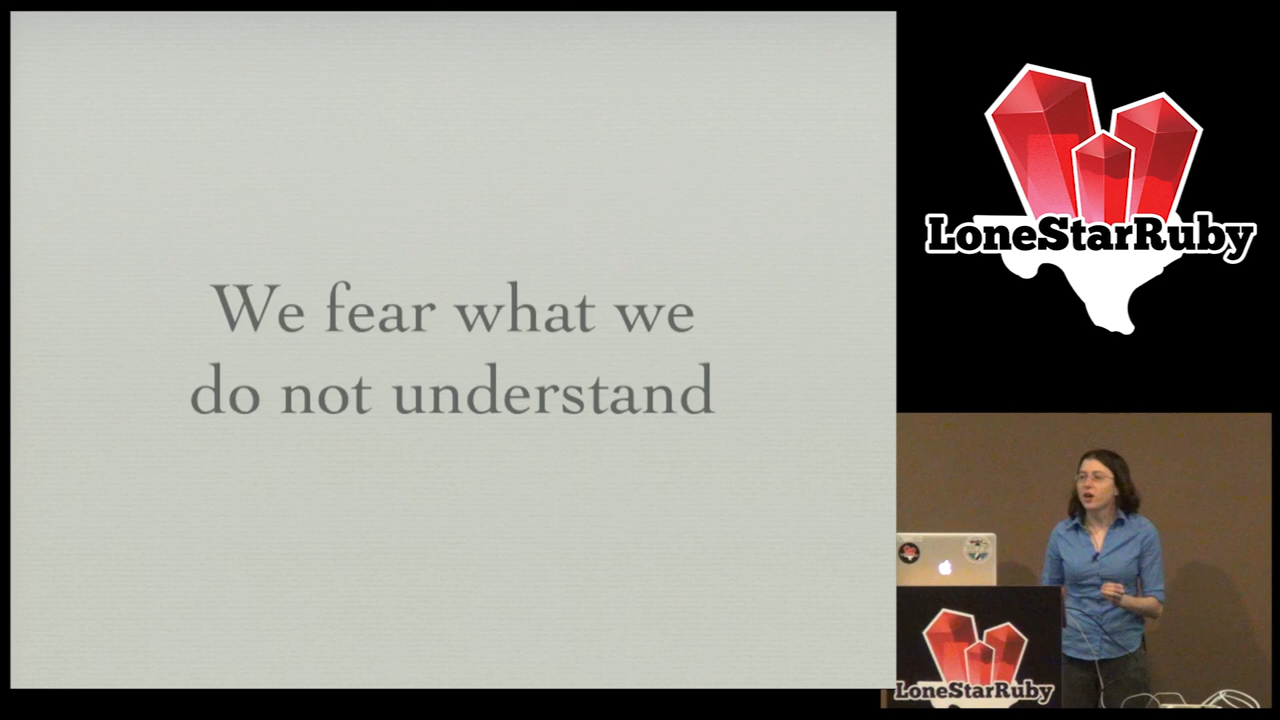 We fear what we
do not understand
LoneStarRuby
LoneStarRuby